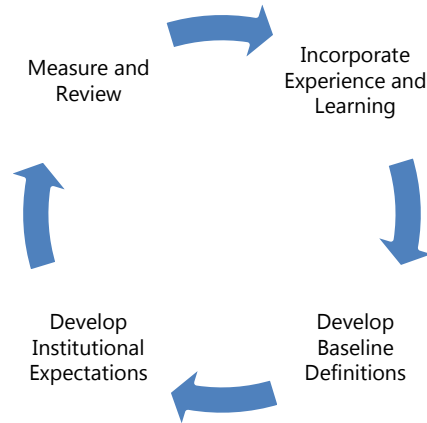 Measure and
Review
Incorporate
Experience and
Learning
Develop
Baseline
Definitions
Develop
Institutional
Expectations